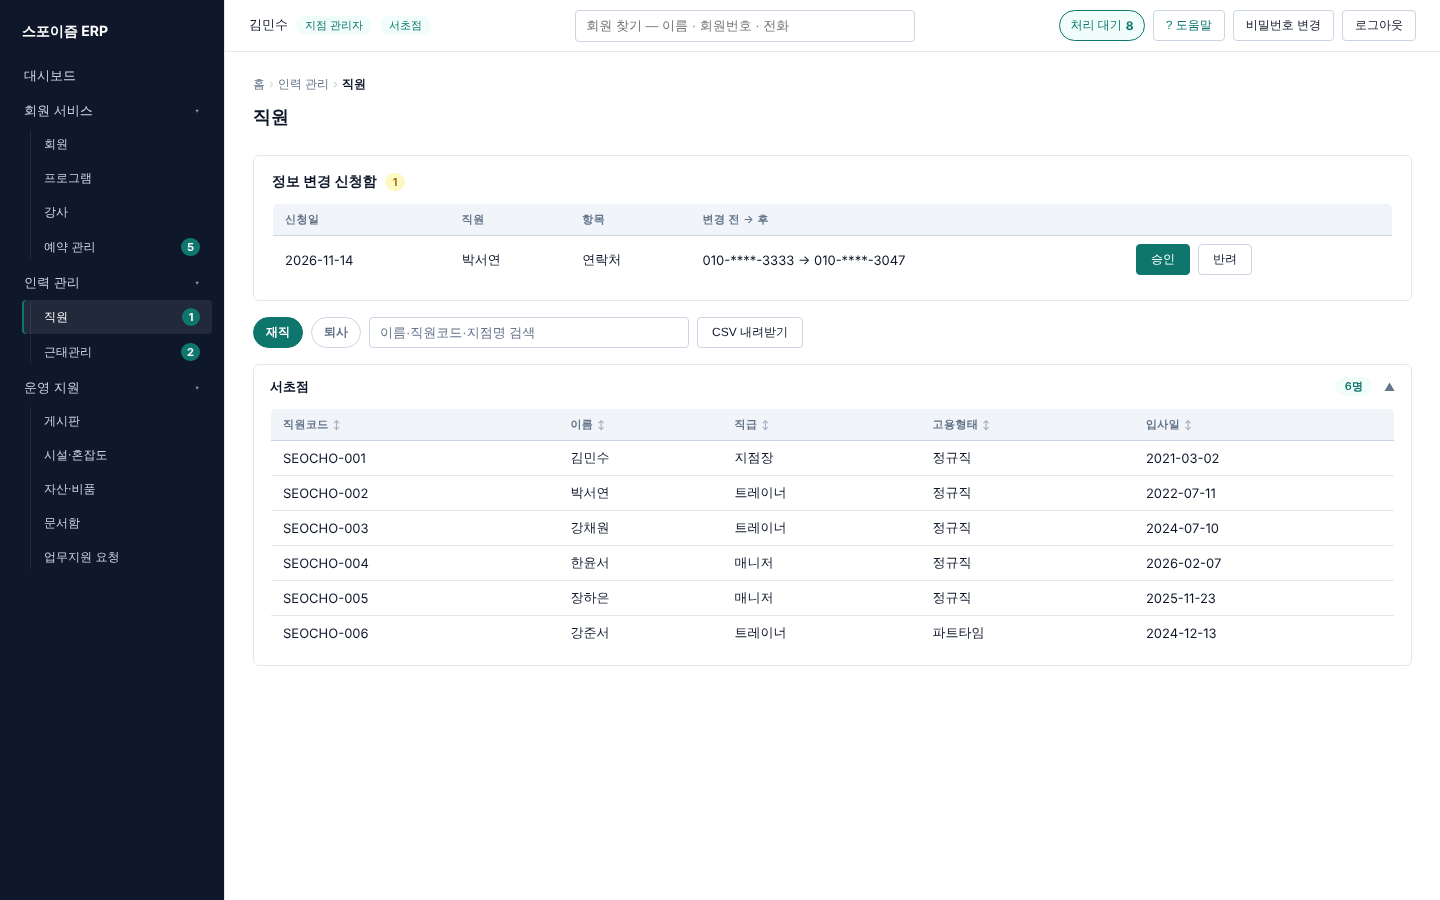 스포이즘 ERP
대시보드
회원 서비스
회원
프로그램
강사
예약 관리 5
인력 관리
직원 1
근태관리 2
운영 지원
게시판
시설·혼잡도
자산·비품
문서함
업무지원 요청
김민수 지점 관리자 서초점 회원 찾기 — 이름 · 회원번호 · 전화 처리 대기 8 ? 도움말 비밀번호 변경 로그아웃
홈 › 인력 관리 › 직원
직원
정보 변경 신청함 1
신청일 직원 항목 변경 전 → 후
2026-11-14 박서연 연락처 010-****-3333 → 010-****-3047 승인 반려
재직 퇴사 이름·직원코드·지점명 검색 CSV 내려받기
서초점 6명 ▲
직원코드 ↕ 이름 ↕ 직급 ↕ 고용형태 ↕ 입사일 ↕
SEOCHO-001 김민수 지점장 정규직 2021-03-02
SEOCHO-002 박서연 트레이너 정규직 2022-07-11
SEOCHO-003 강채원 트레이너 정규직 2024-07-10
SEOCHO-004 한윤서 매니저 정규직 2026-02-07
SEOCHO-005 장하은 매니저 정규직 2025-11-23
SEOCHO-006 강준서 트레이너 파트타임 2024-12-13